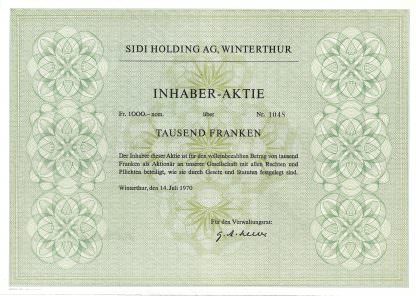 SIDI HOLDING AG, WINTERTHUR
INHABER-AKTIE
Fr. 1000.– nom. über Nr. 1048
TAUSEND FRANKEN
Der Inhaber dieser Aktie ist für den volleinbezahlten Betrag von tausend
Franken als Aktionär an unserer Gesellschaft mit allen Rechten und
Pflichten beteiligt, wie sie durch Gesetz und Statuten festgelegt sind.
Winterthur, den 14. Juli 1970
Für den Verwaltungsrat: